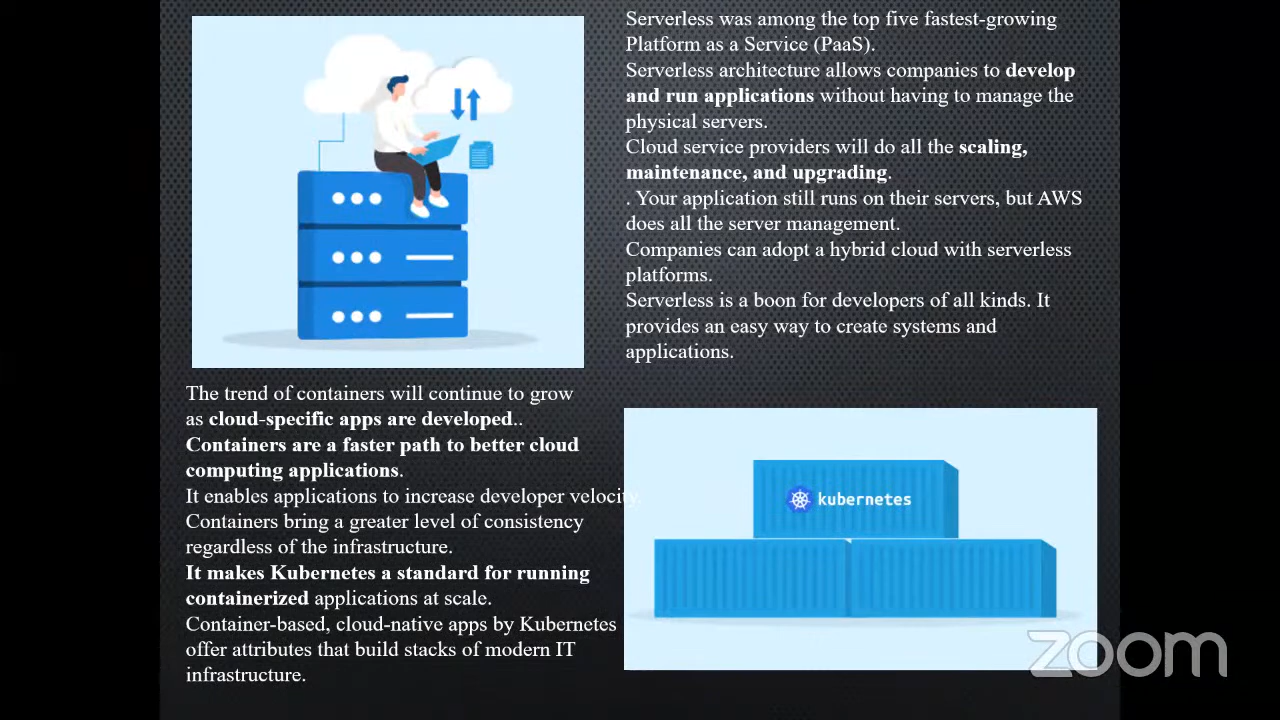 Serverless was among the top five fastest-growing
Platform as a Service (PaaS).
Serverless architecture allows companies to develop
and run applications without having to manage the
physical servers.
Cloud service providers will do all the scaling,
maintenance, and upgrading.
. Your application still runs on their servers, but AWS
does all the server management.
Companies can adopt a hybrid cloud with serverless
platforms.
Serverless is a boon for developers of all kinds. It
provides an easy way to create systems and
applications.
The trend of containers will continue to grow
as cloud-specific apps are developed..
Containers are a faster path to better cloud
computing applications.
It enables applications to increase developer velocity.
Containers bring a greater level of consistency
regardless of the infrastructure.
It makes Kubernetes a standard for running
containerized applications at scale.
Container-based, cloud-native apps by Kubernetes
offer attributes that build stacks of modern IT
infrastructure.
kubernetes
zoom